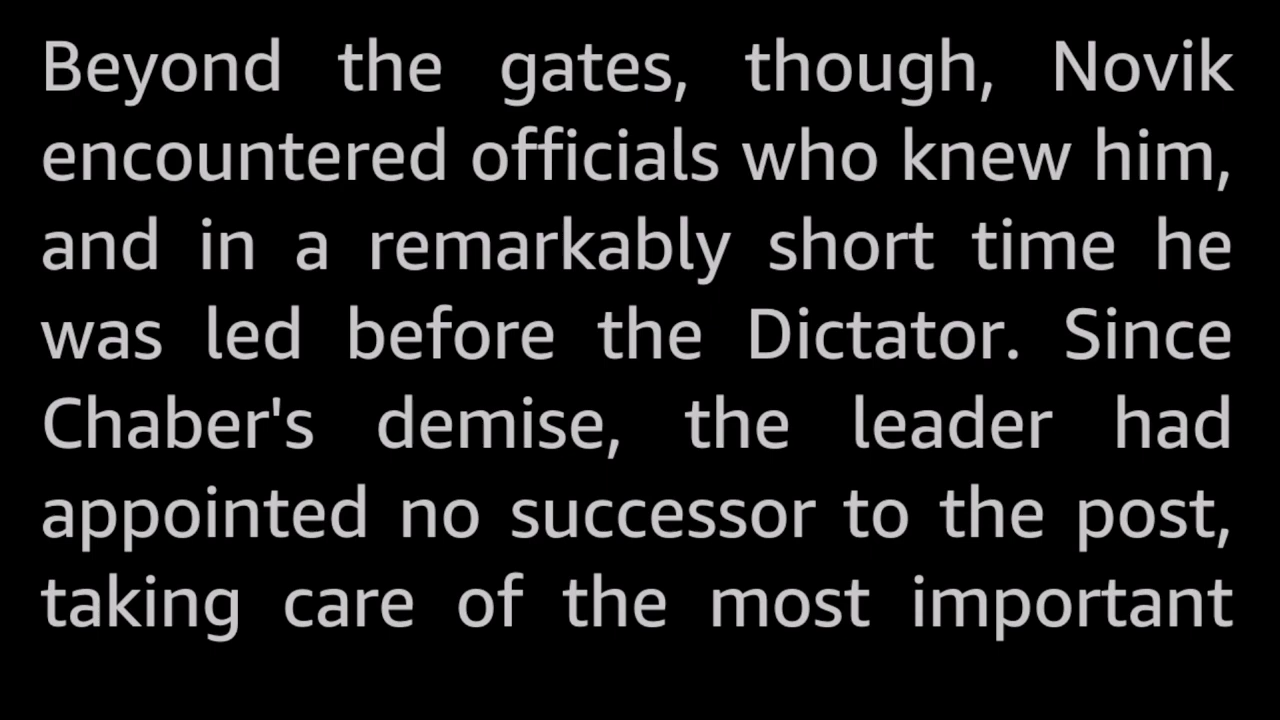 Beyond the gates, though, Novik
encountered officials who knew him,
and in a remarkably short time he
was led before the Dictator. Since
Chaber's demise, the leader had
appointed no successor to the post,
taking care of the most important